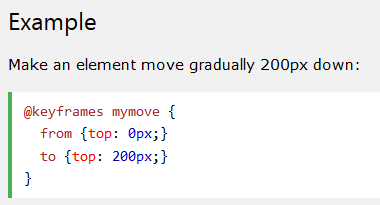 Example
Make an element move gradually 200px down:
@keyframes mymove {
  from {top: 0px;}
  to {top: 200px;}
}